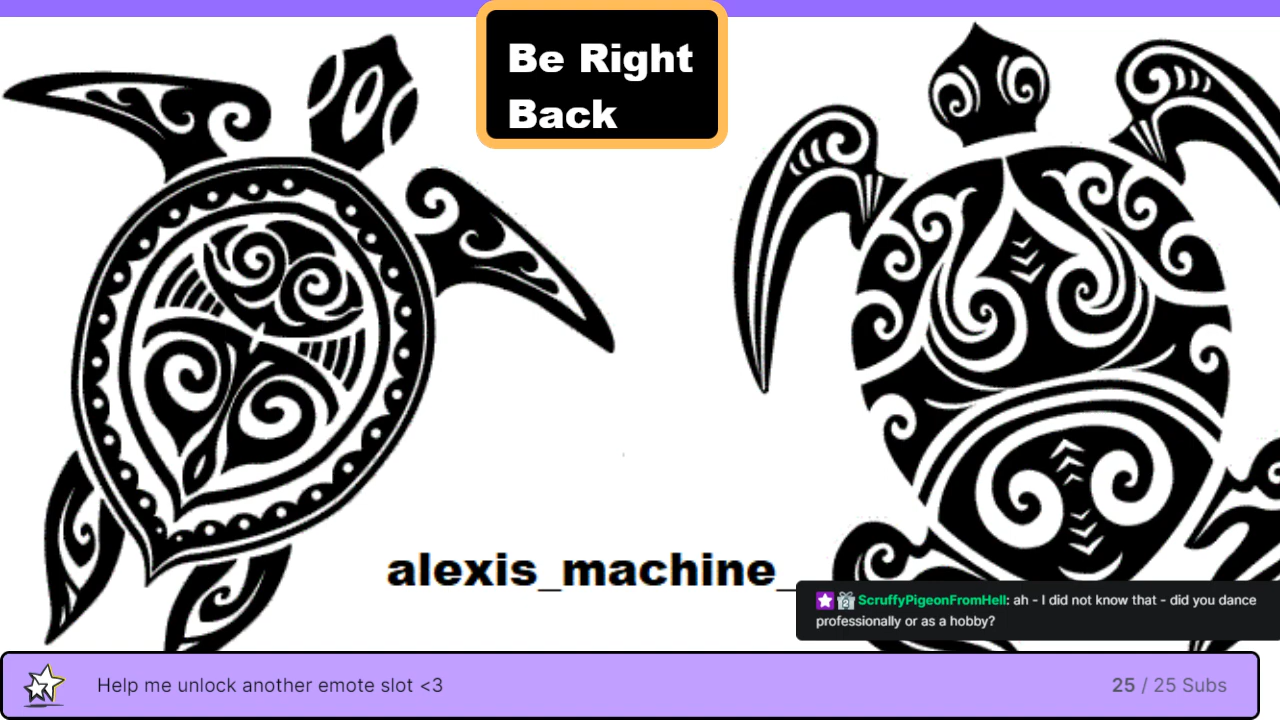 Be Right
Back
alexis_machine_
ScruffyPigeonFromHell: ah - I did not know that - did you dance
professionally or as a hobby?
Help me unlock another emote slot <3
25 / 25 Subs